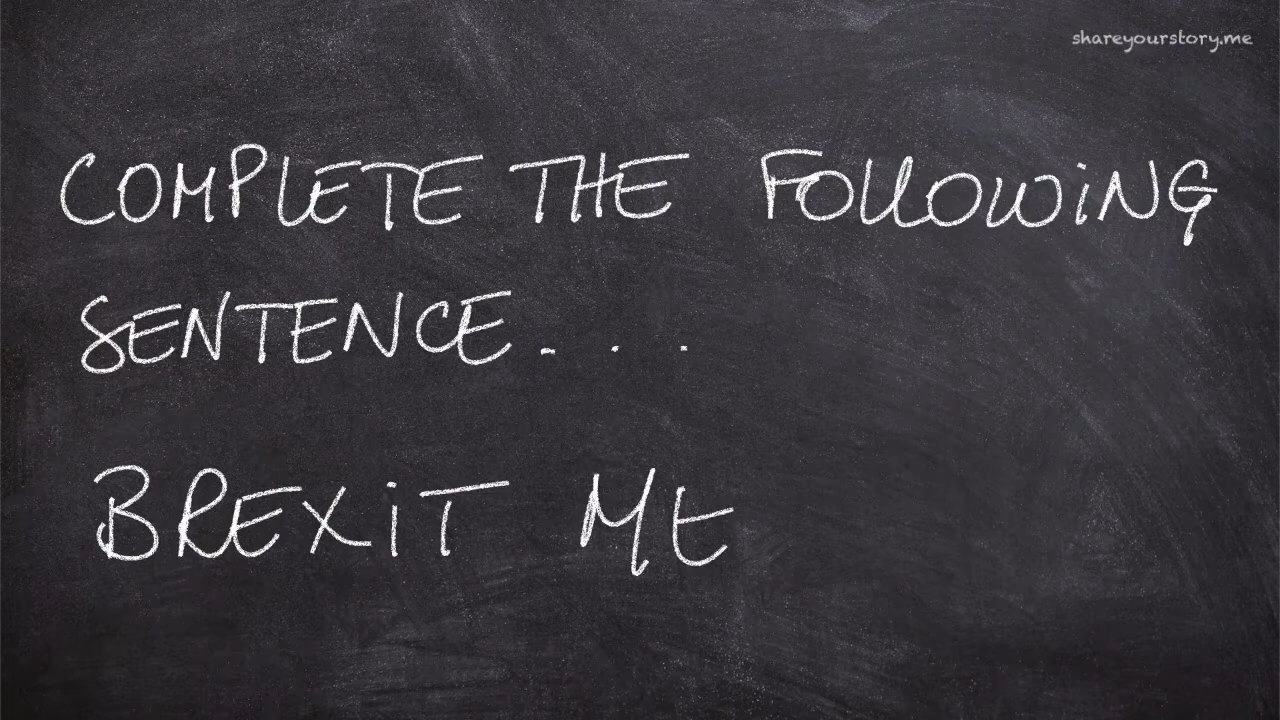 shareyourstory.me
COMPLETE THE FOLLOWING
SENTENCE. . .
BREXIT ME